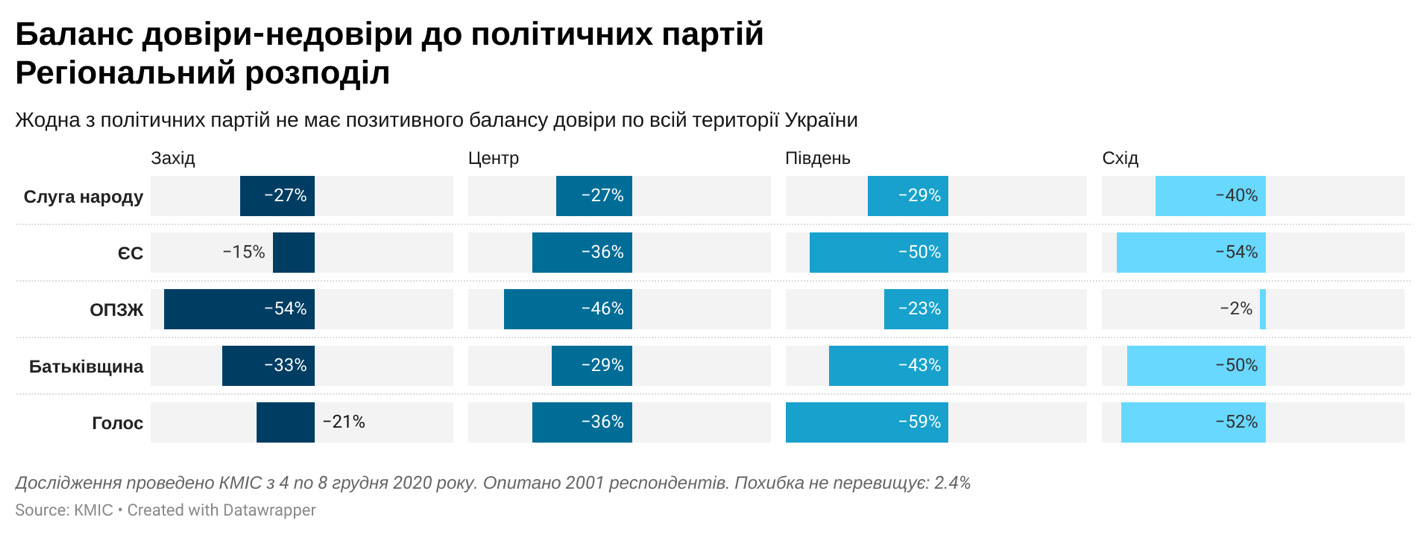 Баланс довіри-недовіри до політичних партій
Регіональний розподіл
Жодна з політичних партій не має позитивного балансу довіри по всій території України
Захід Центр Південь Схід
Слуга народу −27% −27% −29% −40%
ЄС −15% −36% −50% −54%
ОПЗЖ −54% −46% −23% −2%
Батьківщина −33% −29% −43% −50%
Голос −21% −36% −59% −52%
Дослідження проведено КМІС з 4 по 8 грудня 2020 року. Опитано 2001 респондентів. Похибка не перевищує: 2.4%
Source: КМІС • Created with Datawrapper